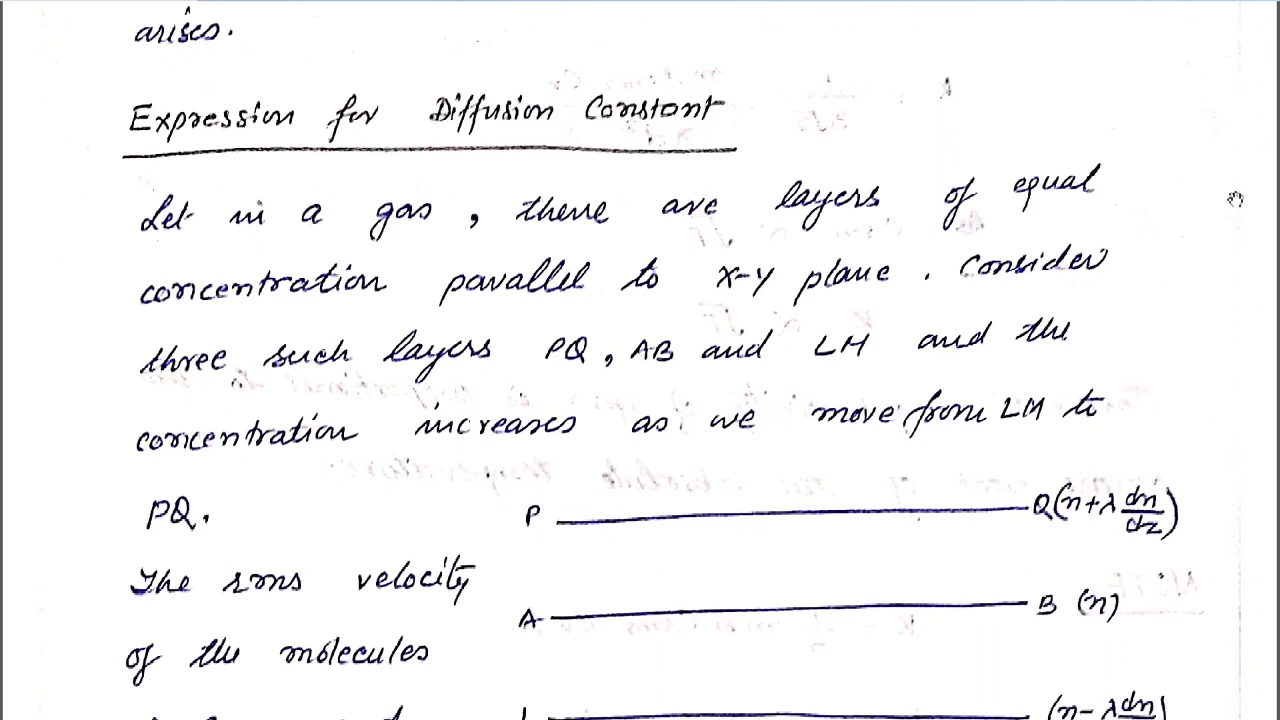 arises.
Expression for Diffusion Constant
Let in a gas, there are layers of equal
concentration parallel to X-Y plane. Consider
three such layers PQ, AB and LM and the
concentration increases as we move from LM to
PQ.
P Q(n+λ dn/dz)
The rms velocity
A B (n)
of the molecules
(n-λ dn/